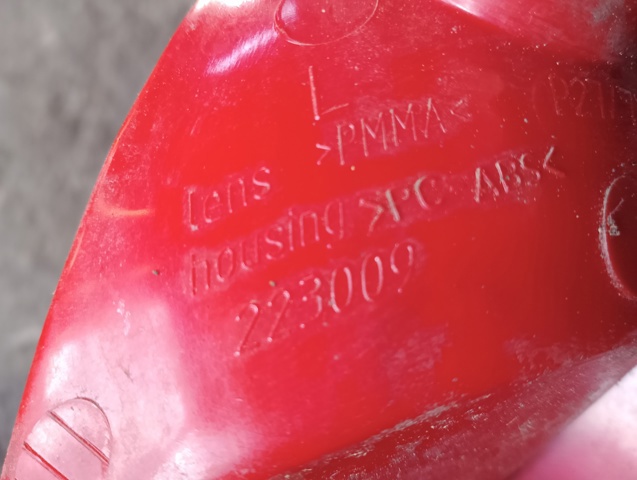 L
lens >PMMA<
housing >PC-ABS<
223009